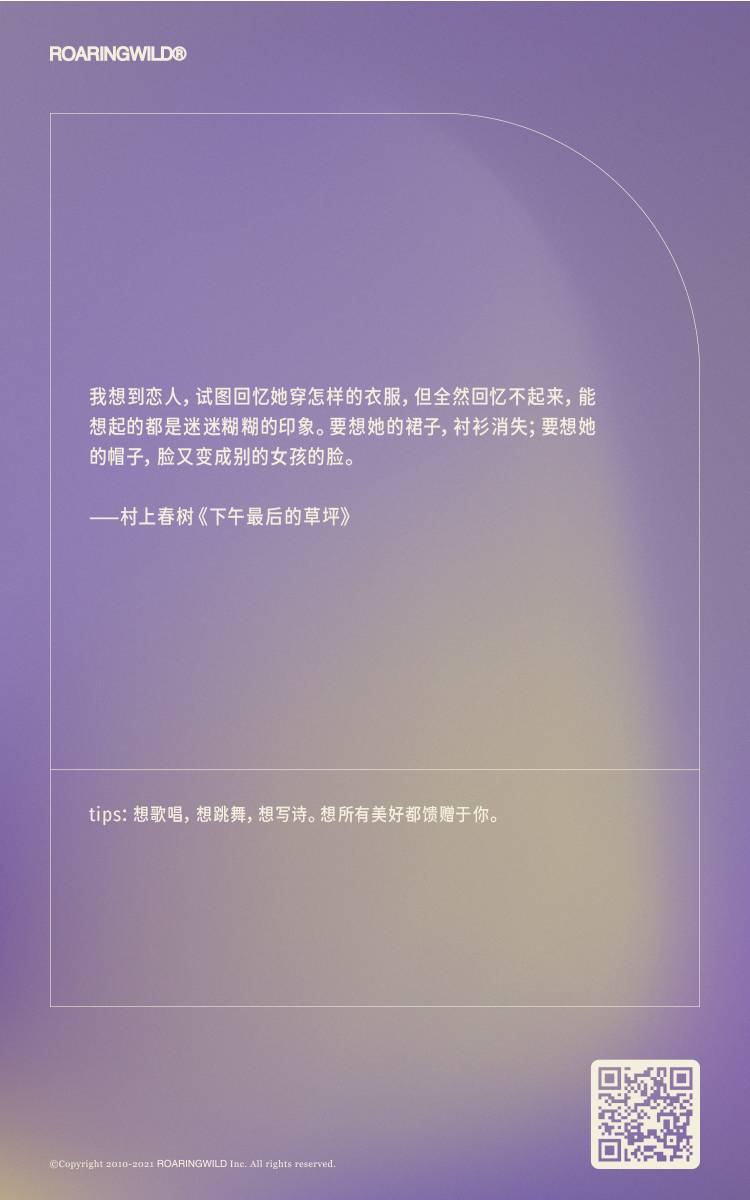 ROARINGWILD®
我想到恋人，试图回忆她穿怎样的衣服，但全然回忆不起来，能
想起的都是迷迷糊糊的印象。要想她的裙子，衬衫消失；要想她
的帽子，脸又变成别的女孩的脸。
——村上春树《下午最后的草坪》
tips：想歌唱，想跳舞，想写诗。想所有美好都馈赠于你。
©Copyright 2010-2021 ROARINGWILD Inc. All rights reserved.